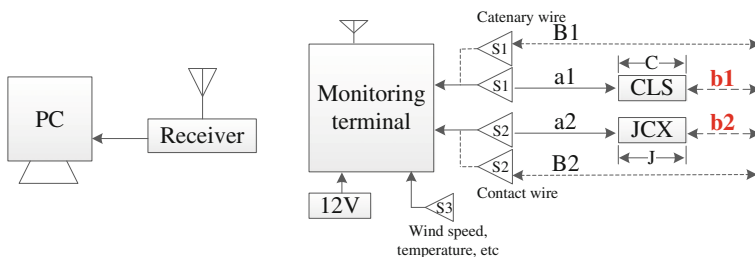 PC
Receiver
Monitoring
terminal
12V
Catenary wire
S1
S1
S2
S2
Contact wire
S3
Wind speed,
temperature, etc
B1
a1
C
CLS
b1
a2
JCX
b2
J
B2